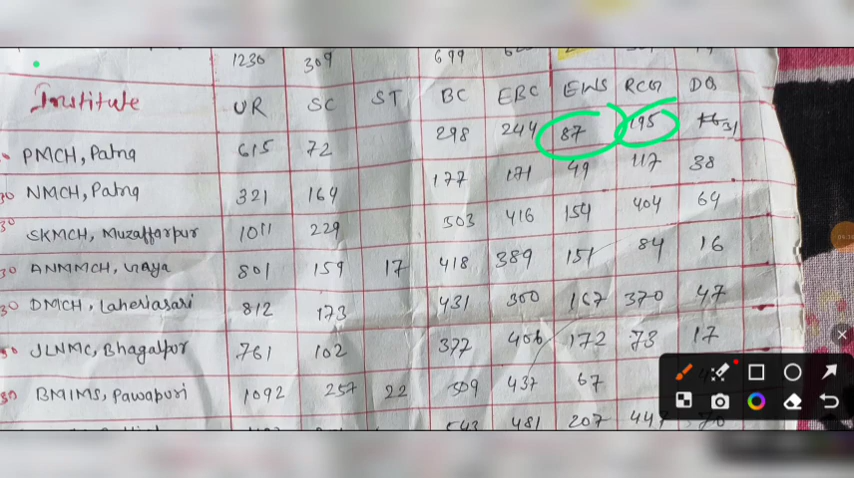 1230 309 699
Institute UR SC ST BC EBC EWS RCG DQ
PMCH, Patna 615 72 298 244 87 195 31
NMCH, Patna 321 164 177 171 49 117 38
SKMCH, Muzaffarpur 1011 229 503 416 154 404 64
ANMMCH, Gaya 801 159 17 418 389 151 84 16
DMCH, Laheriasari 812 173 431 300 167 370 47
JLNMC, Bhagalpur 761 102 377 406 172 73 17
BMIMS, Pawapuri 1092 257 22 509 437 67
543 481 207 447 70